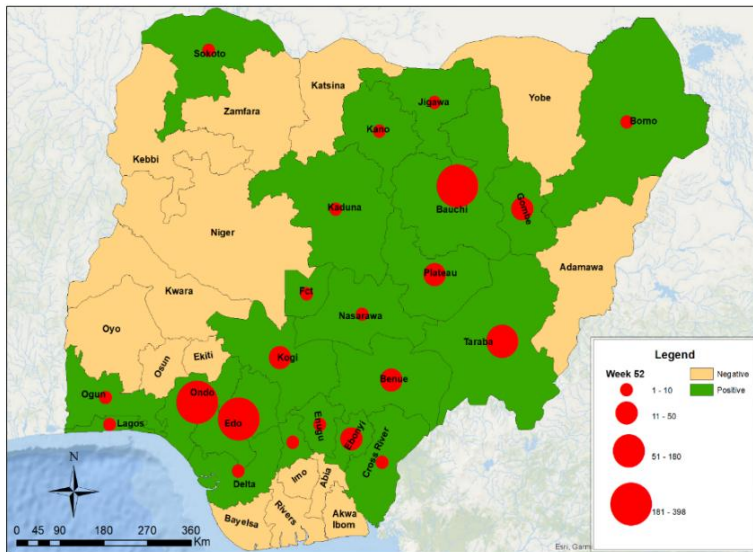 Sokoto
Katsina
Jigawa
Yobe
Zamfara
Kano
Borno
Kebbi
Kaduna
Bauchi
Gombe
Niger
Adamawa
Plateau
Fct
Kwara
Nasarawa
Taraba
Oyo
Osun
Ekiti
Kogi
Benue
Ogun
Ondo
Edo
Lagos
Enugu
Ebonyi
Cross River
Delta
Imo
Abia
Bayelsa
Rivers
Akwa
Ibom
N
0 45 90 180 270 360
Km
Legend
Week 52
1 - 10
11 - 50
51 - 180
181 - 398
Negative
Positive
Esri, Garmi